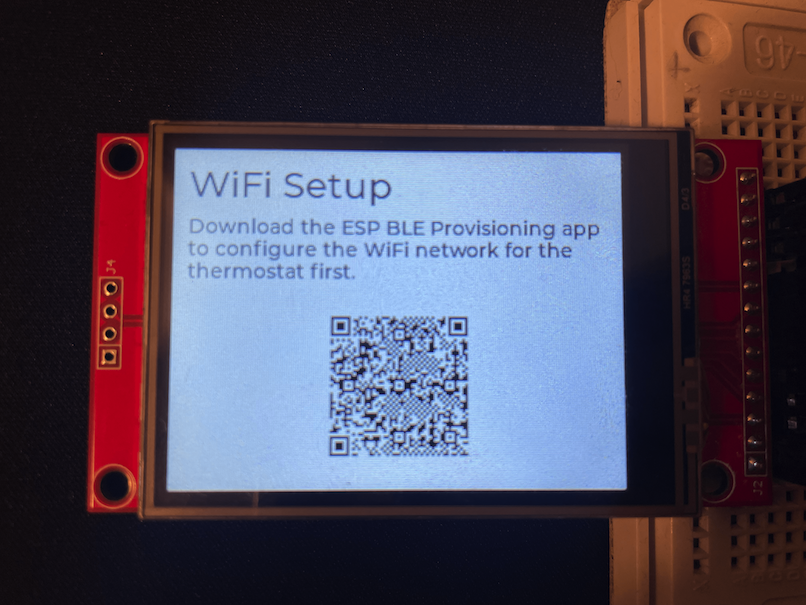 WiFi Setup
Download the ESP BLE Provisioning app
to configure the WiFi network for the
thermostat first.
J4
J2